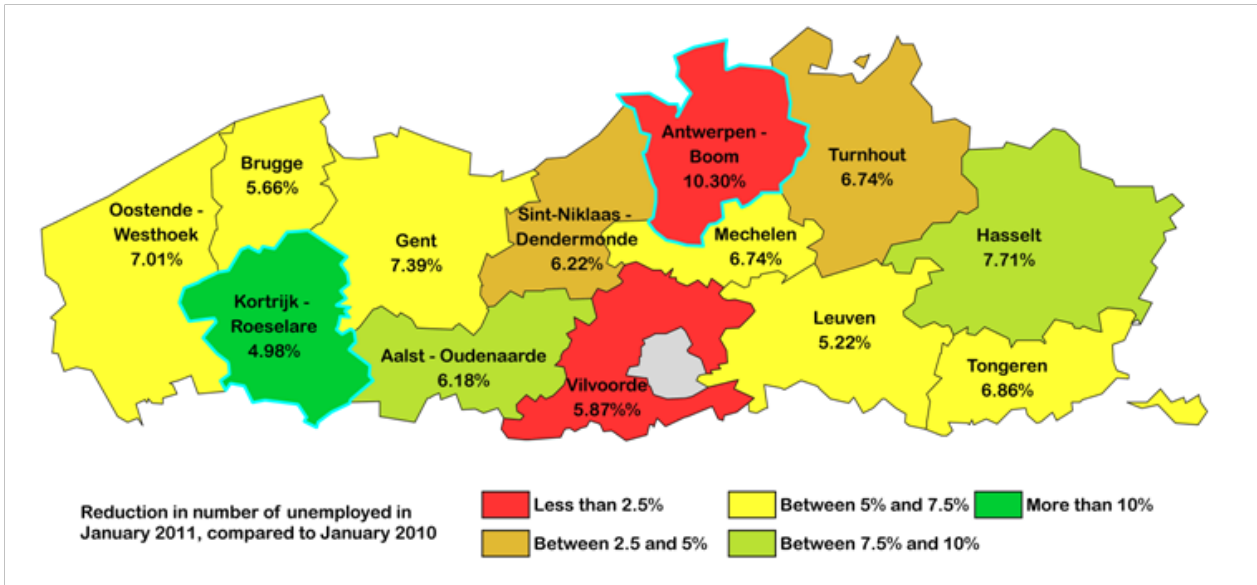 Antwerpen -
Boom
10.30%
Turnhout
6.74%
Brugge
5.66%
Oostende -
Westhoek
7.01%
Gent
7.39%
Sint-Niklaas -
Dendermonde
6.22%
Mechelen
6.74%
Hasselt
7.71%
Kortrijk -
Roeselare
4.98%
Aalst - Oudenaarde
6.18%
Vilvoorde
5.87%%
Leuven
5.22%
Tongeren
6.86%
Reduction in number of unemployed in
January 2011, compared to January 2010
Less than 2.5%
Between 2.5 and 5%
Between 5% and 7.5%
Between 7.5% and 10%
More than 10%